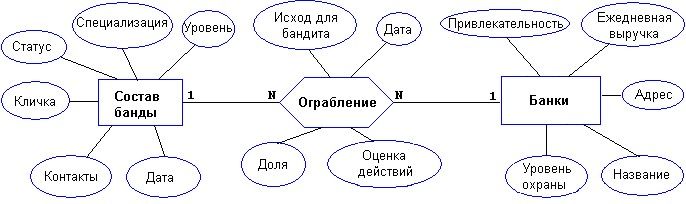 Специализация
Уровень
Исход для
бандита
Дата
Привлекательность
Ежедневная
выручка
Статус
Кличка
Состав
банды
1
N
Ограбление
N
1
Банки
Адрес
Контакты
Дата
Доля
Оценка
действий
Уровень
охраны
Название